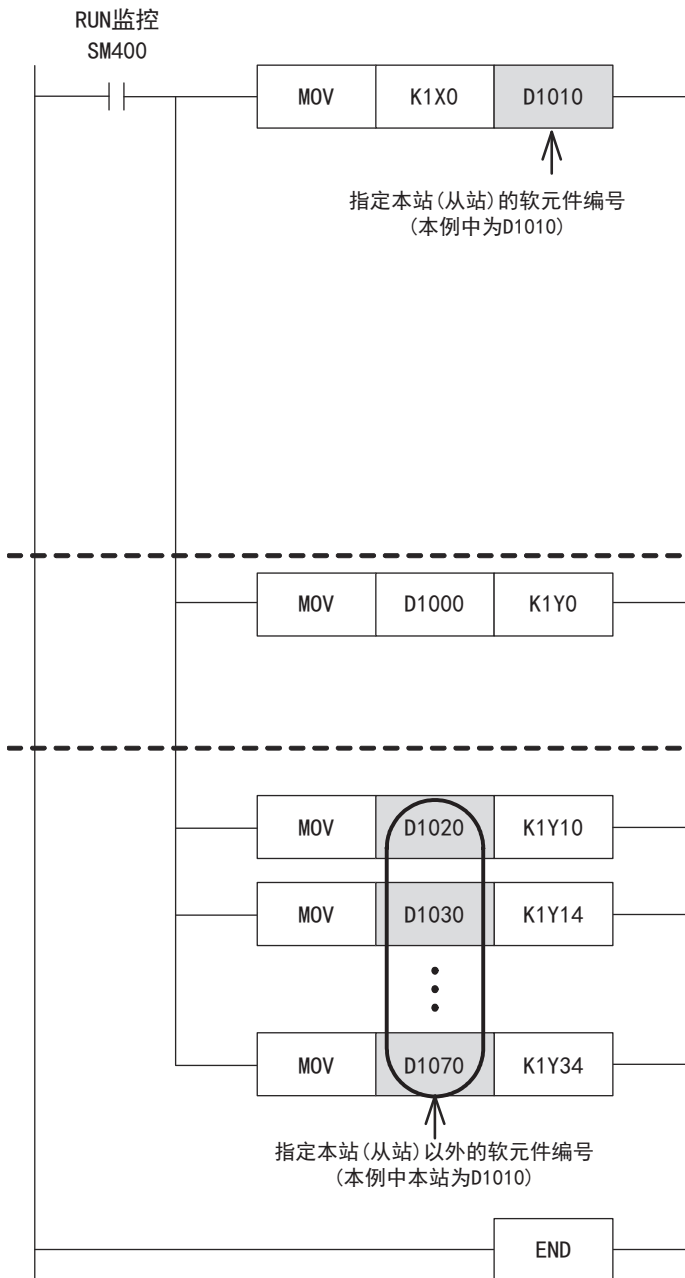 RUN监控
SM400
MOV K1X0 D1010
指定本站(从站)的软元件编号
(本例中为D1010)
MOV D1000 K1Y0
MOV D1020 K1Y10
MOV D1030 K1Y14
MOV D1070 K1Y34
指定本站(从站)以外的软元件编号
(本例中本站为D1010)
END